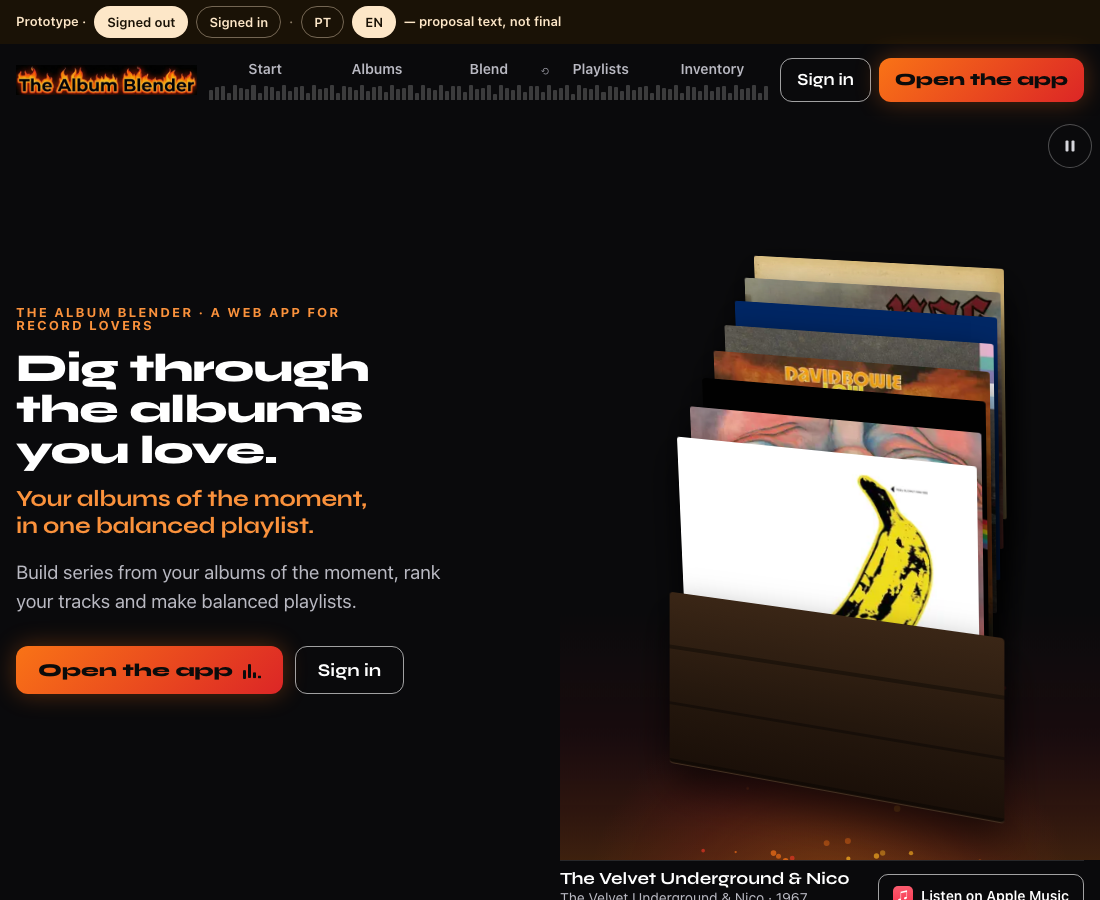 Prototype · Signed out Signed in · PT EN — proposal text, not final
The Album Blender Start Albums Blend Playlists Inventory Sign in Open the app
THE ALBUM BLENDER · A WEB APP FOR
RECORD LOVERS
Dig through
the albums
you love.
Your albums of the moment,
in one balanced playlist.
Build series from your albums of the moment, rank
your tracks and make balanced playlists.
Open the app Sign in
DAVID BOWIE
LOW
The Velvet Underground & Nico
The Velvet Underground & Nico · 1967
Listen on Apple Music